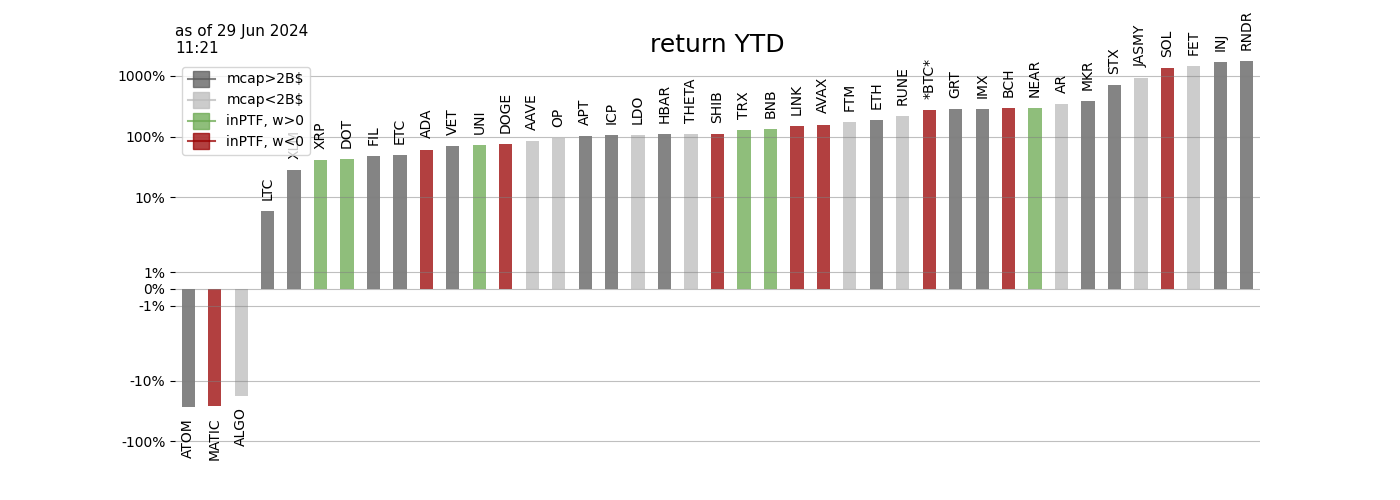 as of 29 Jun 2024
11:21
return YTD
mcap>2B$
mcap<2B$
inPTF, w>0
inPTF, w<0
1000%
100%
10%
1%
0%
-1%
-10%
-100%
ATOM
MATIC
ALGO
LTC
XRP
DOT
FIL
ETC
ADA
VET
UNI
DOGE
AAVE
OP
APT
ICP
LDO
HBAR
THETA
SHIB
TRX
BNB
LINK
AVAX
FTM
ETH
RUNE
*BTC*
GRT
IMX
BCH
NEAR
AR
MKR
STX
JASMY
SOL
FET
INJ
RNDR